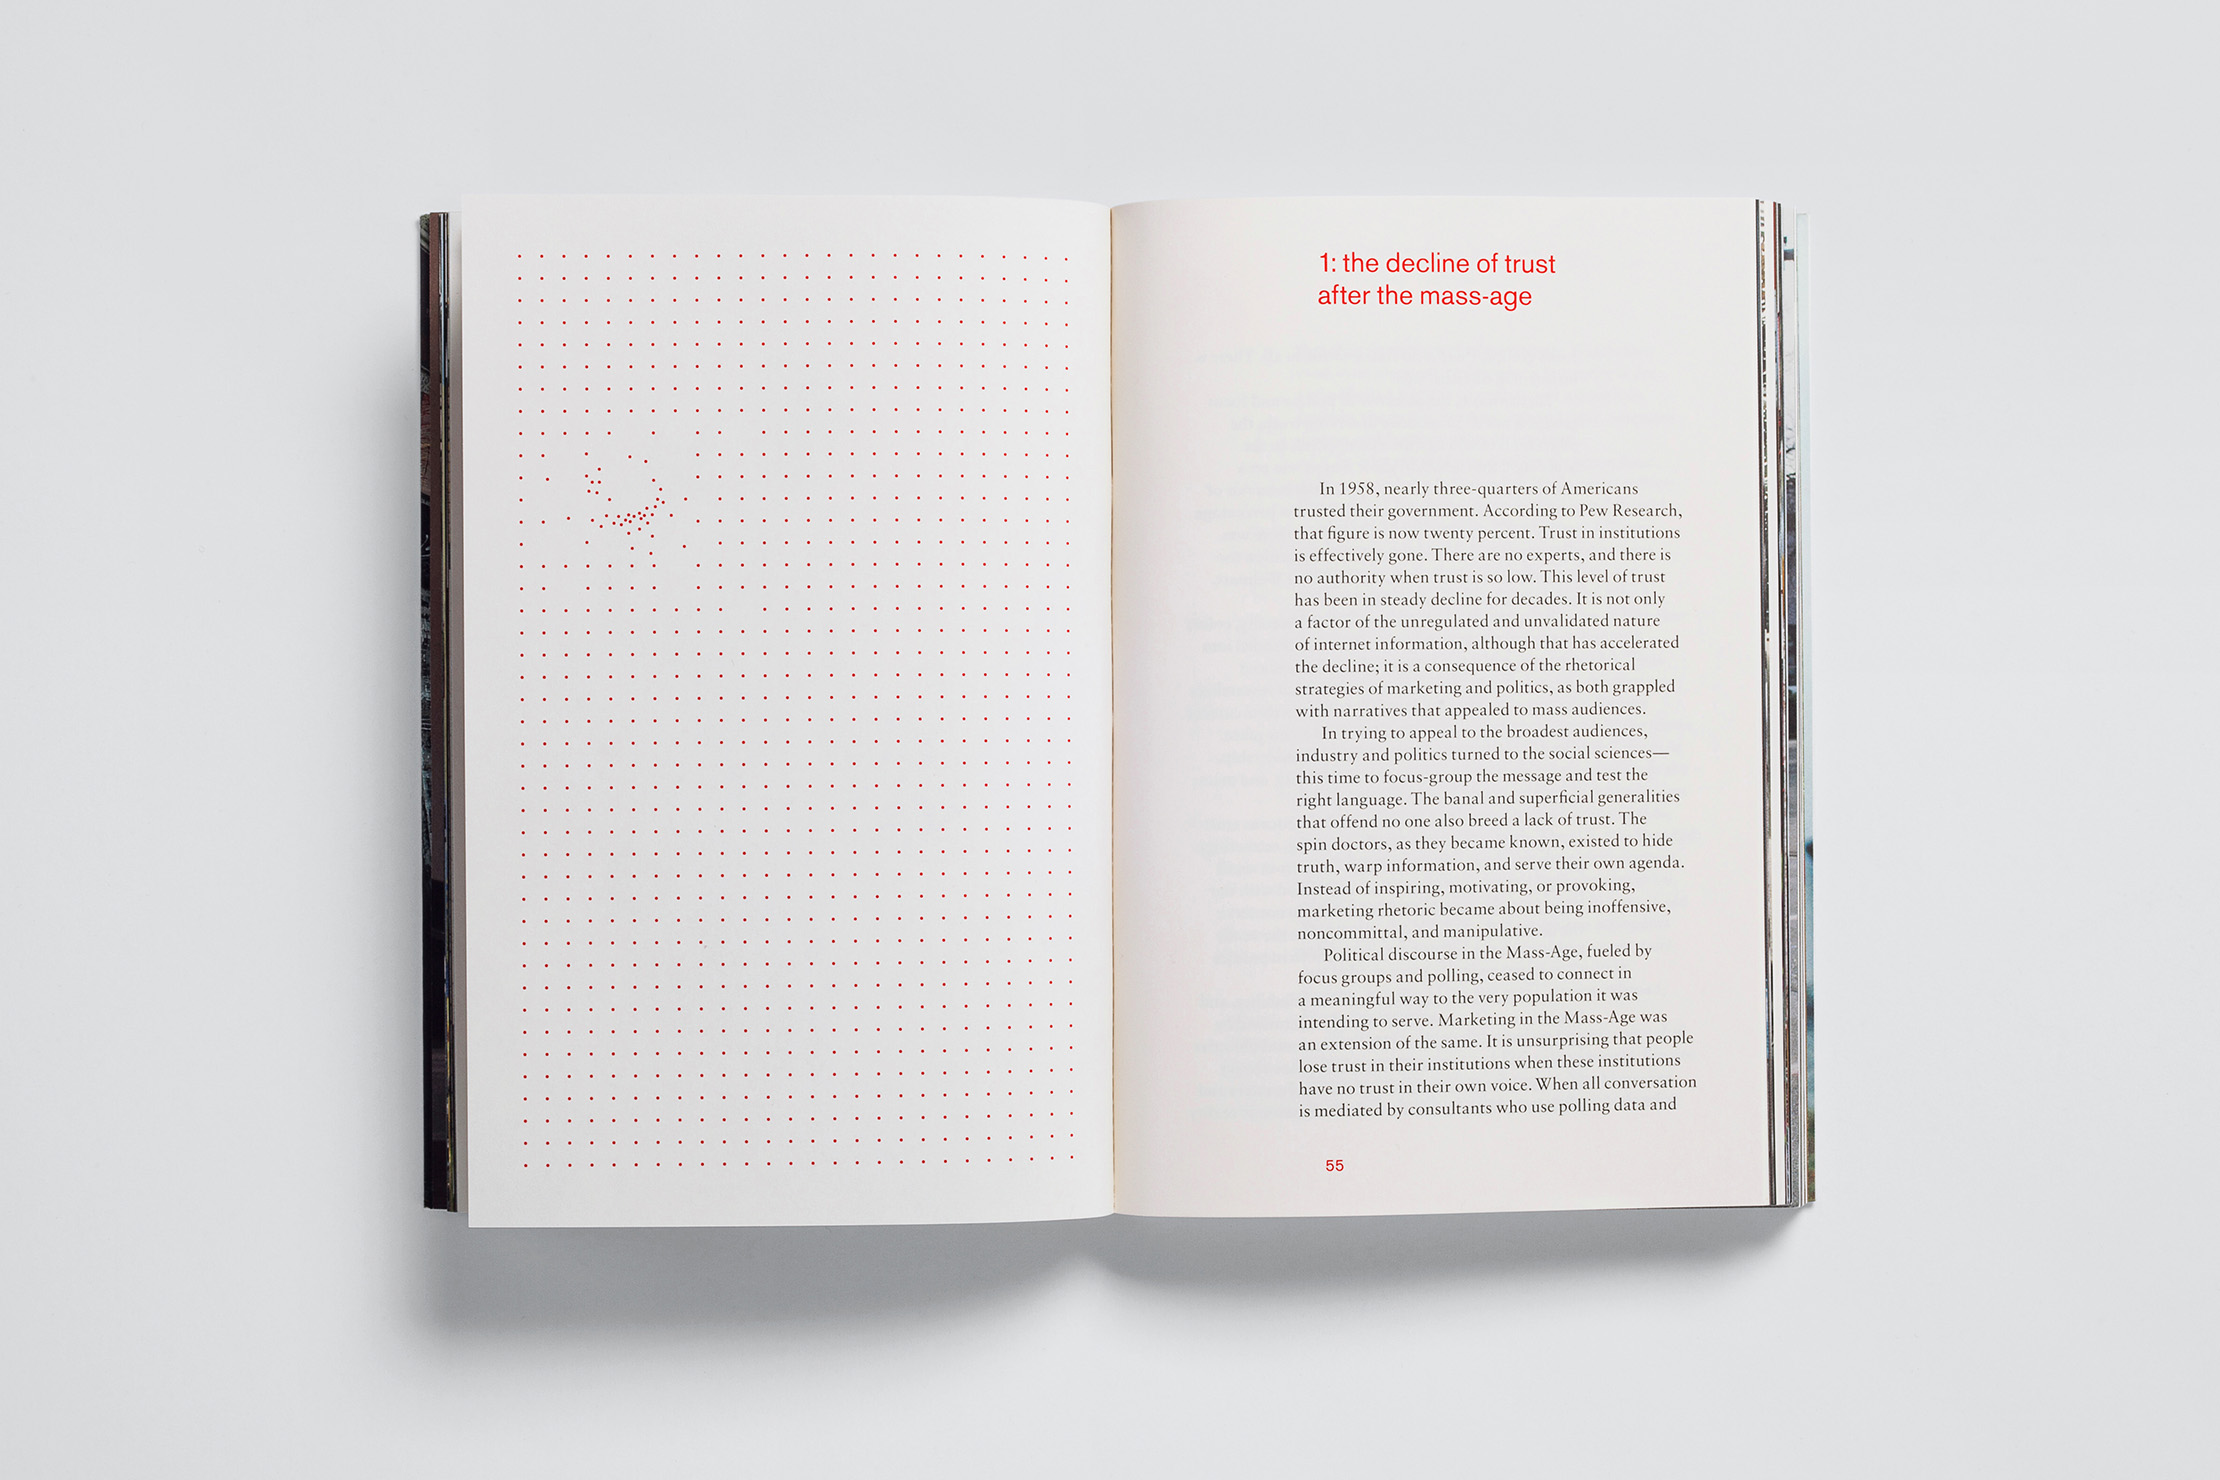 1: the decline of trust
after the mass-age
In 1958, nearly three-quarters of Americans
trusted their government. According to Pew Research,
that figure is now twenty percent. Trust in institutions
is effectively gone. There are no experts, and there is
no authority when trust is so low. This level of trust
has been in steady decline for decades. It is not only
a factor of the unregulated and unvalidated nature
of internet information, although that has accelerated
the decline; it is a consequence of the rhetorical
strategies of marketing and politics, as both grappled
with narratives that appealed to mass audiences.
In trying to appeal to the broadest audiences,
industry and politics turned to the social sciences—
this time to focus-group the message and test the
right language. The banal and superficial generalities
that offend no one also breed a lack of trust. The
spin doctors, as they became known, existed to hide
truth, warp information, and serve their own agenda.
Instead of inspiring, motivating, or provoking,
marketing rhetoric became about being inoffensive,
noncommittal, and manipulative.
Political discourse in the Mass-Age, fueled by
focus groups and polling, ceased to connect in
a meaningful way to the very population it was
intending to serve. Marketing in the Mass-Age was
an extension of the same. It is unsurprising that people
lose trust in their institutions when these institutions
have no trust in their own voice. When all conversation
is mediated by consultants who use polling data and
55